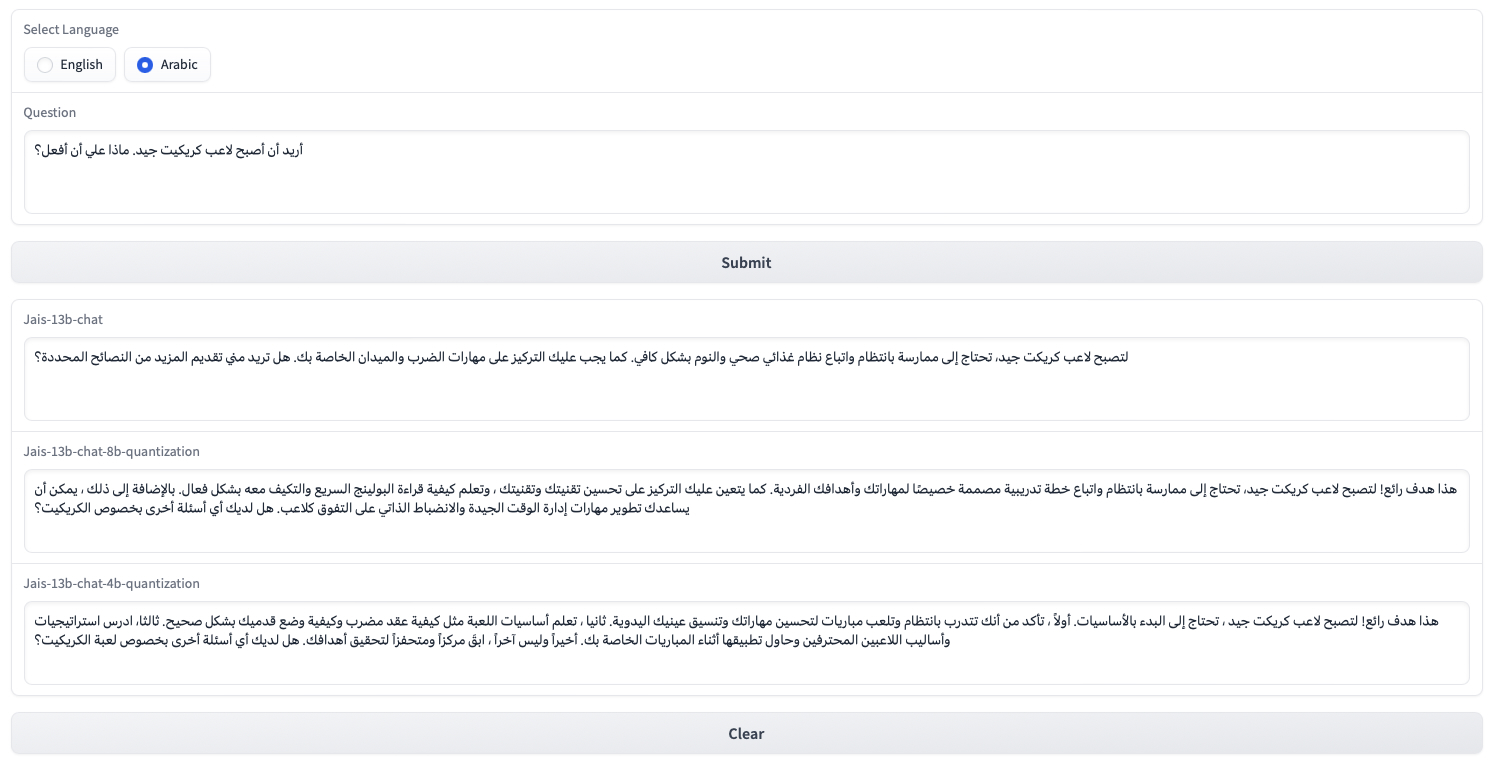 Select Language
English
Arabic
Question
أريد أن أصبح لاعب كريكيت جيد. ماذا علي أن أفعل؟
Submit
Jais-13b-chat
لتصبح لاعب كريكت جيد، تحتاج إلى ممارسة بانتظام واتباع نظام غذائي صحي والنوم بشكل كافي. كما يجب عليك التركيز على مهارات الضرب والميدان الخاصة بك. هل تريد مني تقديم المزيد من النصائح المحددة؟
Jais-13b-chat-8b-quantization
هذا هدف رائع! لتصبح لاعب كريكت جيد، تحتاج إلى ممارسة بانتظام واتباع خطة تدريبية مصممة خصيصًا لمهاراتك وأهدافك الفردية. كما يتعين عليك التركيز على تحسين تقنيتك وتقنيتك ، وتعلم كيفية قراءة البولينج السريع والتكيف معه بشكل فعال. بالإضافة إلى ذلك ، يمكن أن
يساعدك تطوير مهارات إدارة الوقت الجيدة والانضباط الذاتي على التفوق كلاعب. هل لديك أي أسئلة أخرى بخصوص الكريكيت؟
Jais-13b-chat-4b-quantization
هذا هدف رائع! لتصبح لاعب كريكت جيد ، تحتاج إلى البدء بالأساسيات. أولاً ، تأكد من أنك تتدرب بانتظام وتلعب مباريات لتحسين مهاراتك وتنسيق عينيك اليدوية. ثانيا ، تعلم أساسيات اللعبة مثل كيفية عقد مضرب وكيفية وضع قدميك بشكل صحيح. ثالثا، ادرس استراتيجيات
وأساليب اللاعبين المحترفين وحاول تطبيقها أثناء المباريات الخاصة بك. أخيراً وليس آخراً ، ابقَ مركزاً ومتحفزاً لتحقيق أهدافك. هل لديك أي أسئلة أخرى بخصوص لعبة الكريكيت؟
Clear